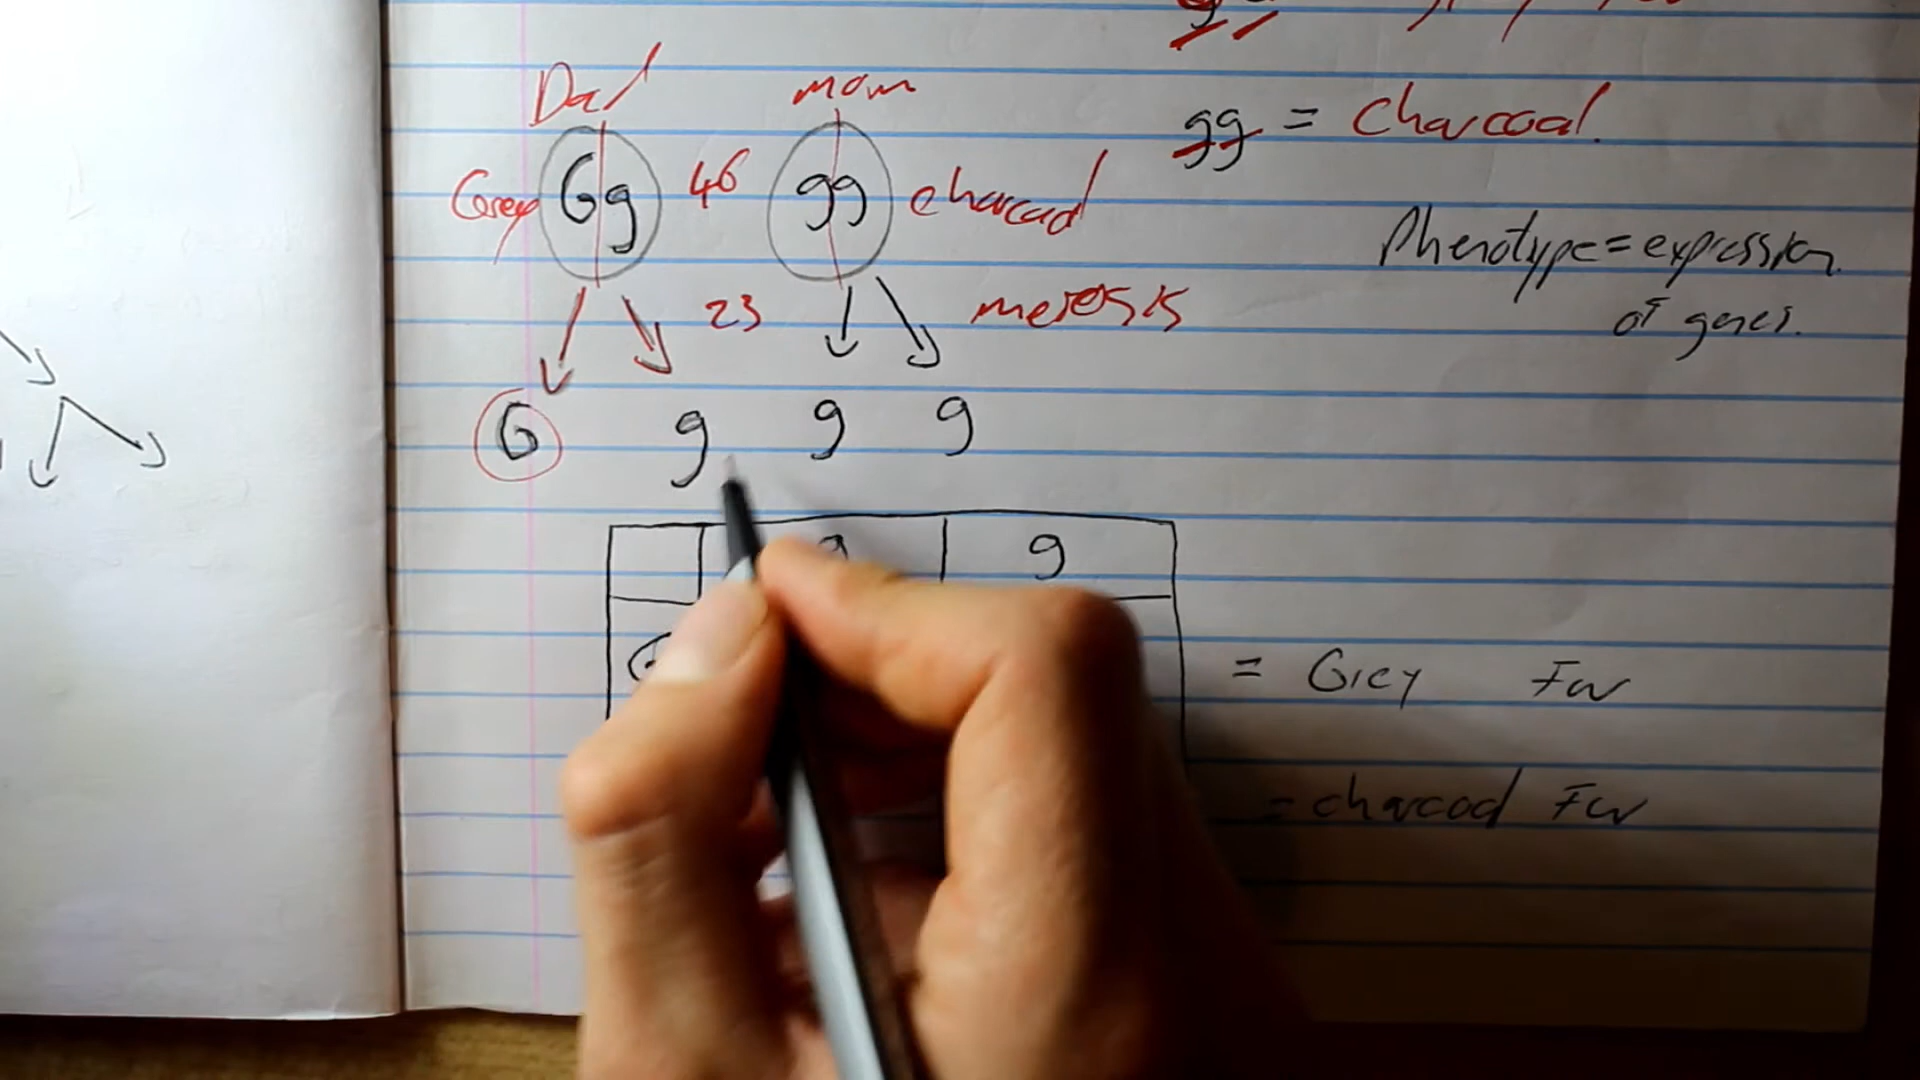 Dad mom
gg = Charcoal.
Grey Gg 46 gg charcoal
Phenotype = expression
of genes.
23 meiosis
G g g g
g g
G
= Grey Fur
= charcoal Fur